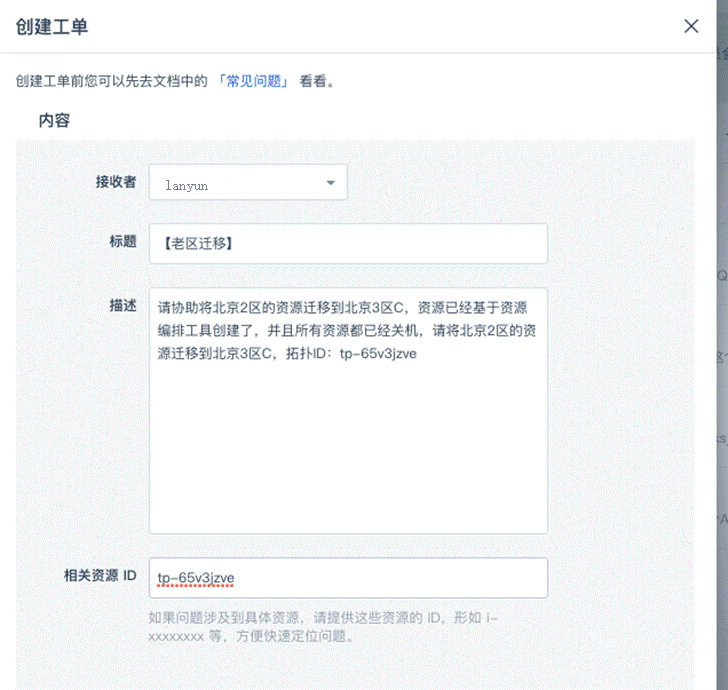 创建工单
创建工单前您可以先去文档中的 「常见问题」 看看。
内容
接收者
lanyun
标题
【老区迁移】
描述
请协助将北京2区的资源迁移到北京3区C，资源已经基于资源
编排工具创建了，并且所有资源都已经关机，请将北京2区的资
源迁移到北京3区C，拓扑ID：tp-65v3jzve
相关资源 ID
tp-65v3jzve
如果问题涉及到具体资源，请提供这些资源的 ID，形如 i-
xxxxxxxx 等，方便快速定位问题。